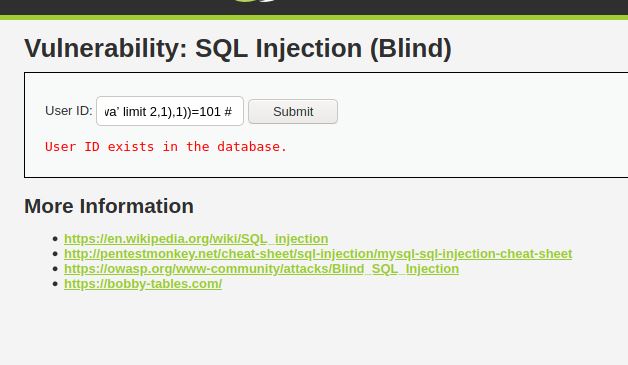 Vulnerability: SQL Injection (Blind)
User ID: va’ limit 2,1),1))=101 # Submit
User ID exists in the database.
More Information
https://en.wikipedia.org/wiki/SQL_injection
http://pentestmonkey.net/cheat-sheet/sql-injection/mysql-sql-injection-cheat-sheet
https://owasp.org/www-community/attacks/Blind_SQL_Injection
https://bobby-tables.com/